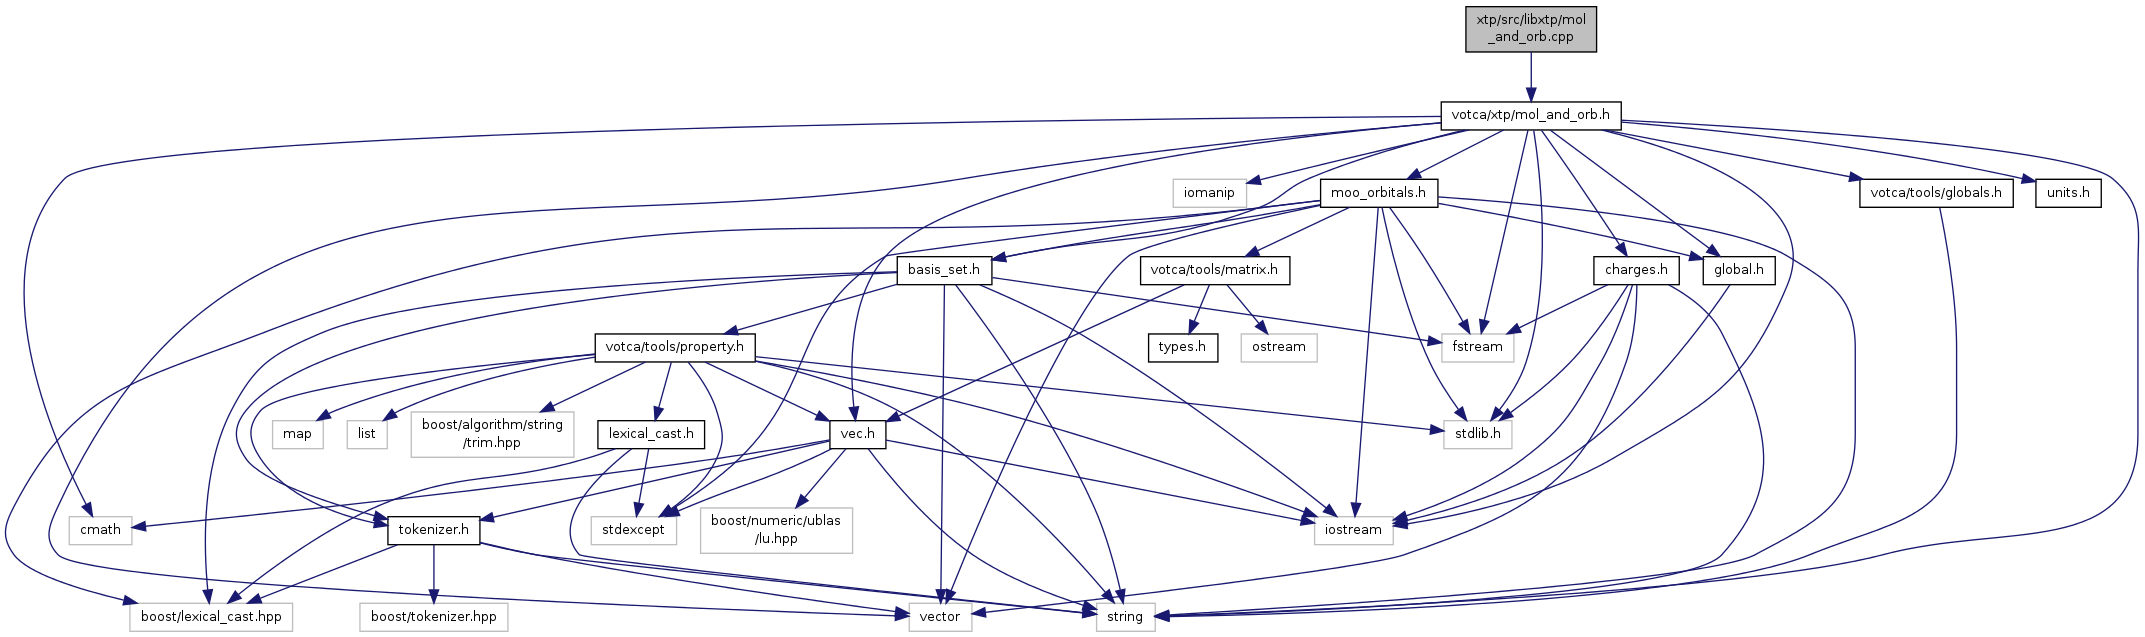 xtp/src/libxtp/mol
_and_orb.cpp
votca/xtp/mol_and_orb.h
iomanip
moo_orbitals.h
votca/tools/globals.h
units.h
basis_set.h
votca/tools/matrix.h
charges.h
global.h
votca/tools/property.h
types.h
ostream
fstream
map
list
boost/algorithm/string
/trim.hpp
lexical_cast.h
vec.h
stdlib.h
cmath
tokenizer.h
stdexcept
boost/numeric/ublas
/lu.hpp
iostream
boost/lexical_cast.hpp
boost/tokenizer.hpp
vector
string